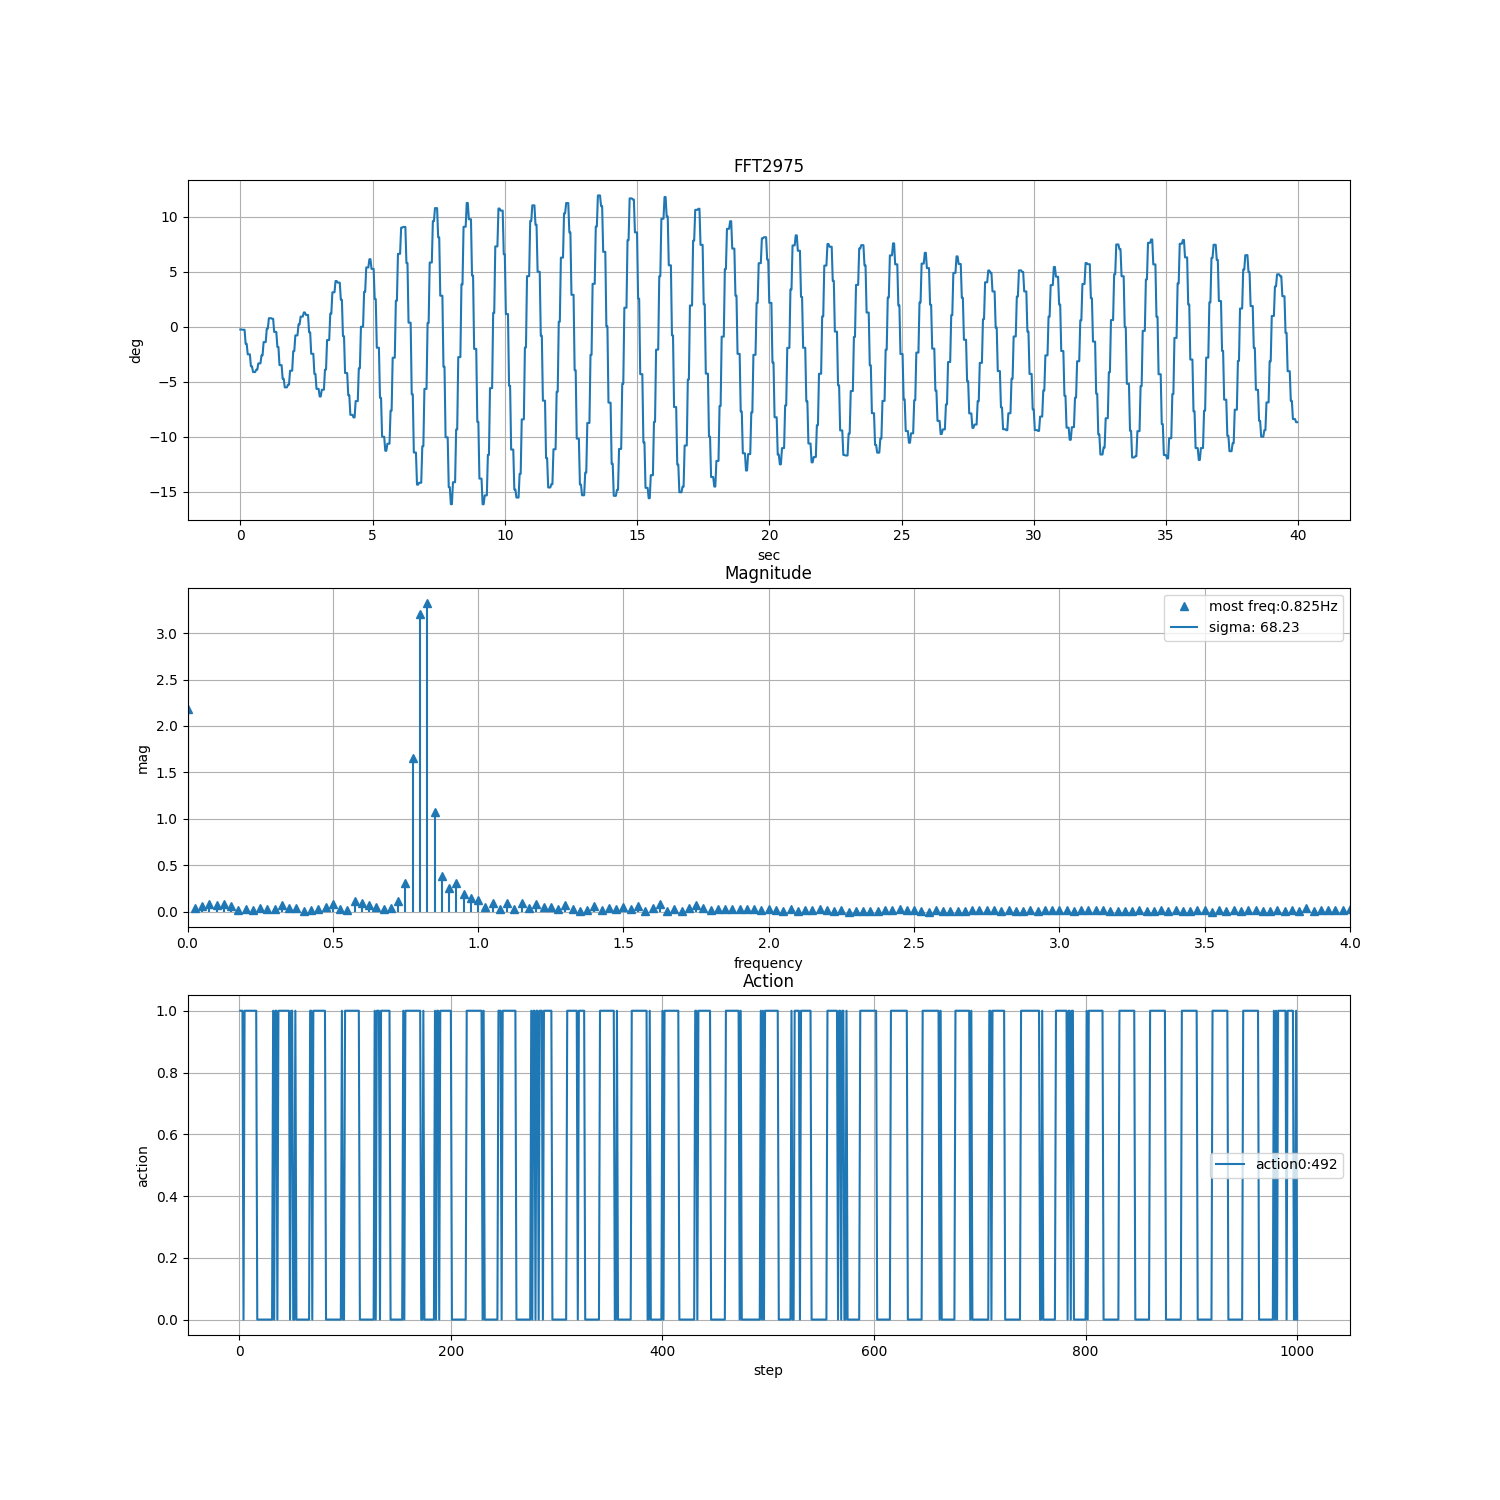 FFT2975
10
5
0
−5
−10
−15
deg
0 5 10 15 20 25 30 35 40
sec
Magnitude
most freq:0.825Hz
sigma: 68.23
3.0
2.5
2.0
1.5
1.0
0.5
0.0
mag
0.0 0.5 1.0 1.5 2.0 2.5 3.0 3.5 4.0
frequency
Action
1.0
0.8
0.6
0.4
0.2
0.0
action
action0:492
0 200 400 600 800 1000
step